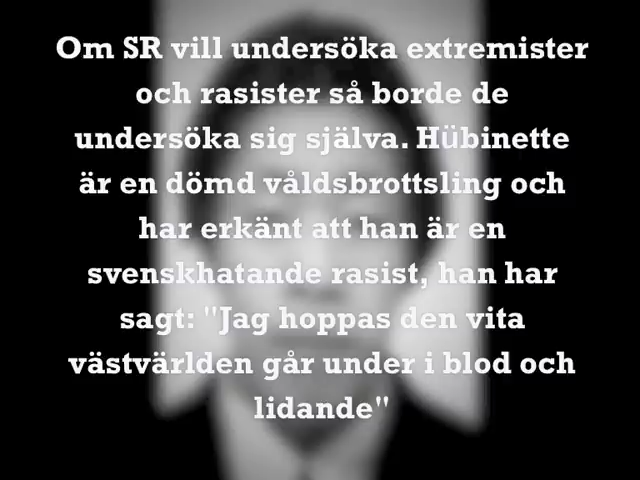 Om SR vill undersöka extremister
och rasister så borde de
undersöka sig själva. Hübinette
är en dömd våldsbrottsling och
har erkänt att han är en
svenskhatande rasist, han har
sagt: "Jag hoppas den vita
västvärlden går under i blod och
lidande"